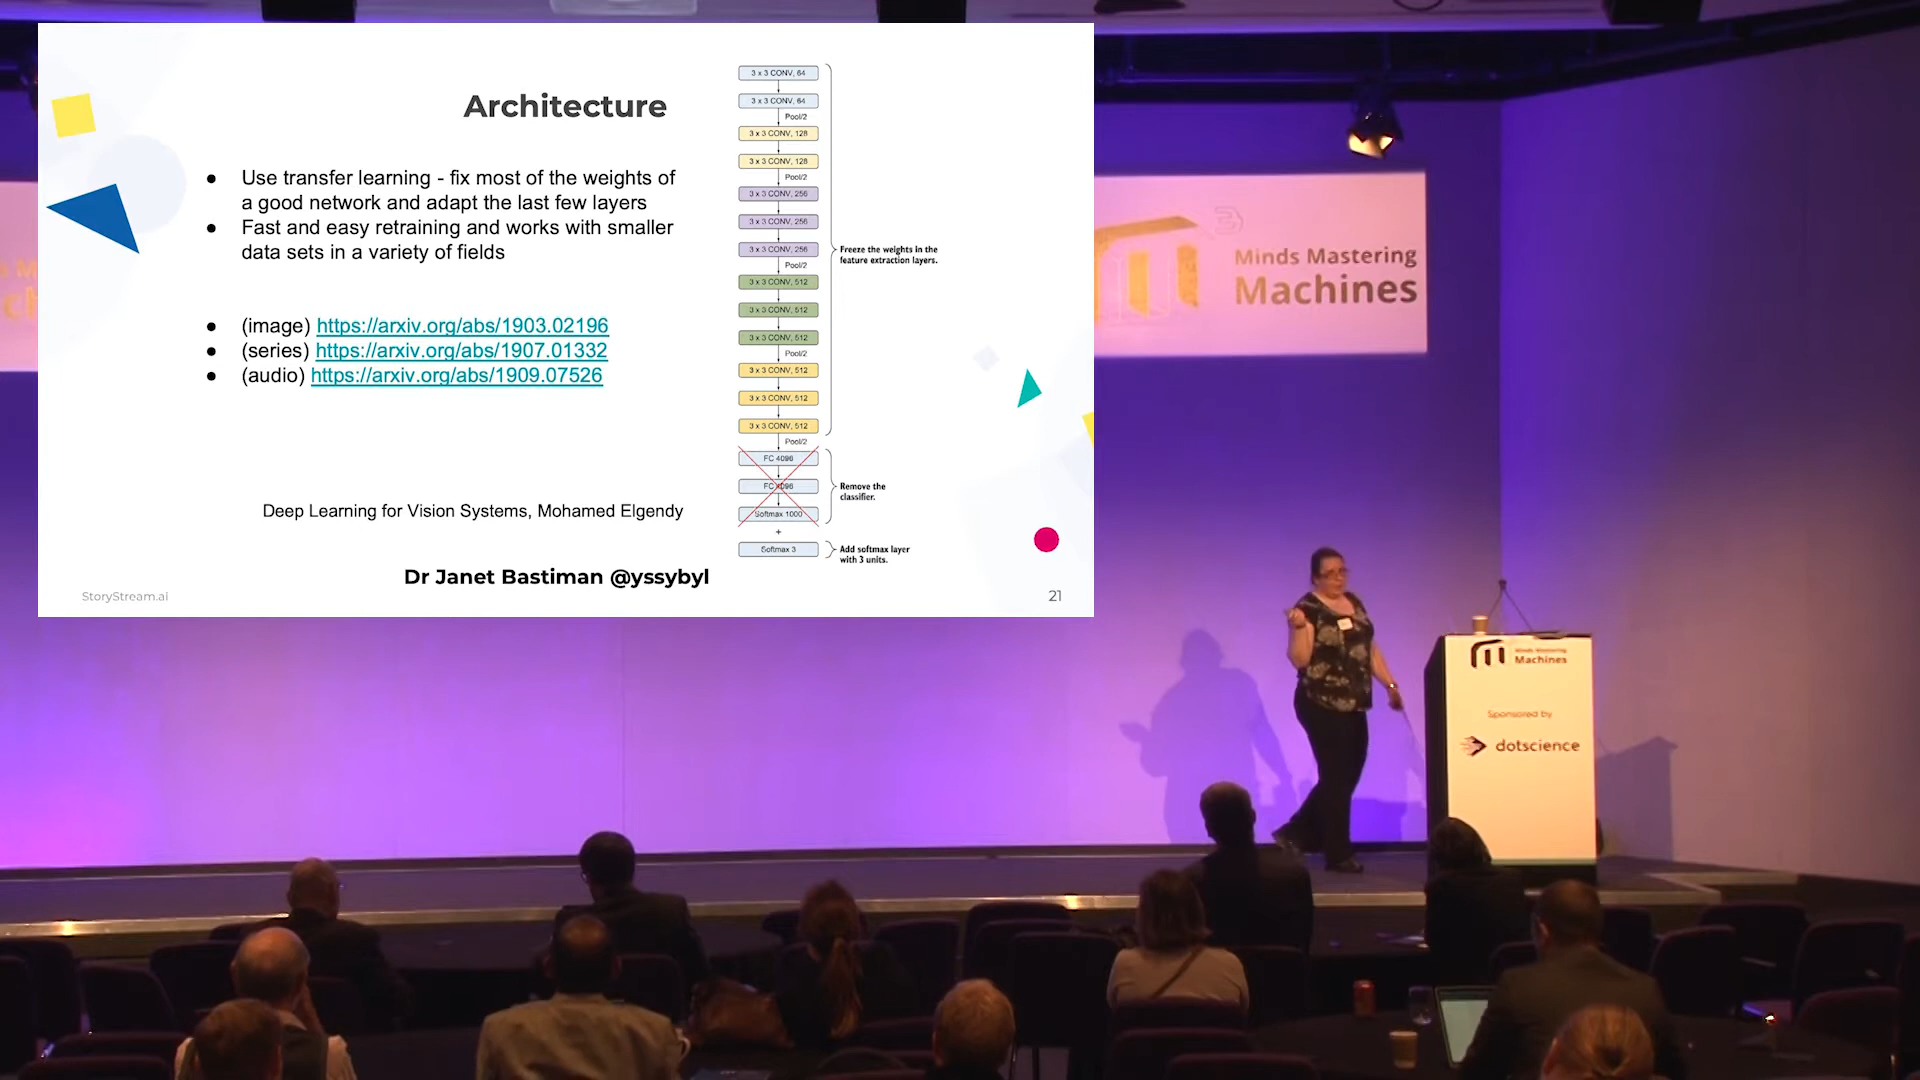 Architecture
● Use transfer learning - fix most of the weights of
a good network and adapt the last few layers
● Fast and easy retraining and works with smaller
data sets in a variety of fields
● (image) https://arxiv.org/abs/1903.02196
● (series) https://arxiv.org/abs/1907.01332
● (audio) https://arxiv.org/abs/1909.07526
Deep Learning for Vision Systems, Mohamed Elgendy
Dr Janet Bastiman @yssybyl
StoryStream.ai
21
3 x 3 CONV, 64
3 x 3 CONV, 64
Pool/2
3 x 3 CONV, 128
3 x 3 CONV, 128
Pool/2
3 x 3 CONV, 256
3 x 3 CONV, 256
3 x 3 CONV, 256
Pool/2
3 x 3 CONV, 512
3 x 3 CONV, 512
3 x 3 CONV, 512
Pool/2
3 x 3 CONV, 512
3 x 3 CONV, 512
3 x 3 CONV, 512
Pool/2
FC 4096
FC 4096
Softmax 1000
+
Softmax 3
Freeze the weights in the
feature extraction layers.
Remove the
classifier.
Add softmax layer
with 3 units.
Minds Mastering
Machines
Minds Mastering
Machines
Sponsored by
dotscience